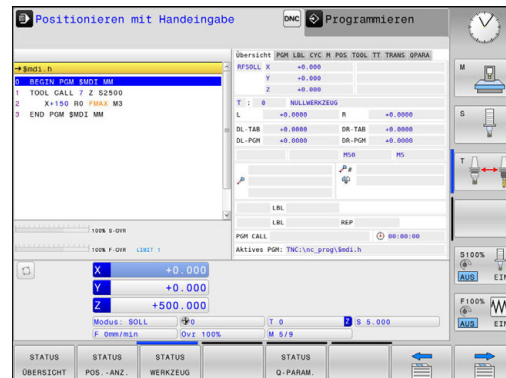 Positionieren mit Handeingabe
DNC
Programmieren
→$mdi.h
0 BEGIN PGM $MDI MM
1 TOOL CALL 7 Z S2500
2 X+150 R0 FMAX M3
3 END PGM $MDI MM
Übersicht PGM LBL CYC M POS TOOL TT TRANS QPARA
RFSOLL X +0.000
Y +0.000
Z +0.000
T : 0 NULLWERKZEUG
L +0.0000 R +0.0000
DL-TAB +0.0000 DR-TAB +0.0000
DL-PGM +0.0000 DR-PGM +0.0000
M50 M5
LBL
LBL REP
PGM CALL 00:00:00
Aktives PGM: TNC:\nc_prog\$mdi.h
100% S-OVR
100% F-OVR LIMIT 1
X +0.000
Y +0.000
Z +500.000
Modus: SOLL 0 T 0 Z S 5.000
F 0mm/min Ovr 100% M 5/9
M
S
T
S100%
AUS EIN
F100%
AUS EIN
STATUS ÜBERSICHT
STATUS POS.-ANZ.
STATUS WERKZEUG
STATUS Q-PARAM.